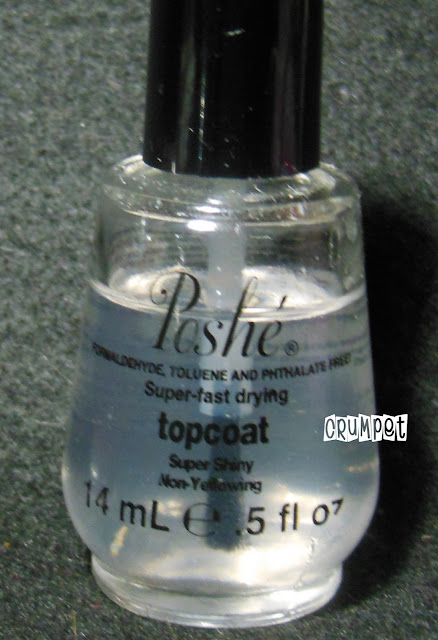 Poshé®
FORMALDEHYDE, TOLUENE AND PHTHALATE FREE!
Super-fast drying
topcoat
CRUMPET
Super Shiny
Non-Yellowing
14 mL ℮ .5 fl oz